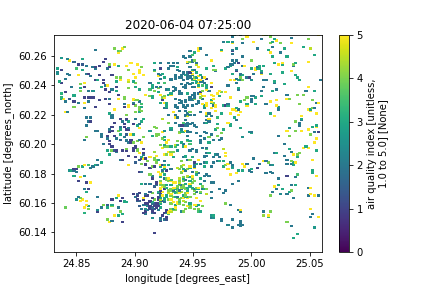 2020-06-04 07:25:00
60.26
60.24
60.22
60.20
60.18
60.16
60.14
latitude [degrees_north]
24.85 24.90 24.95 25.00 25.05
longitude [degrees_east]
5
4
3
2
1
0
air quality index [unitless,
1.0 to 5.0] [None]